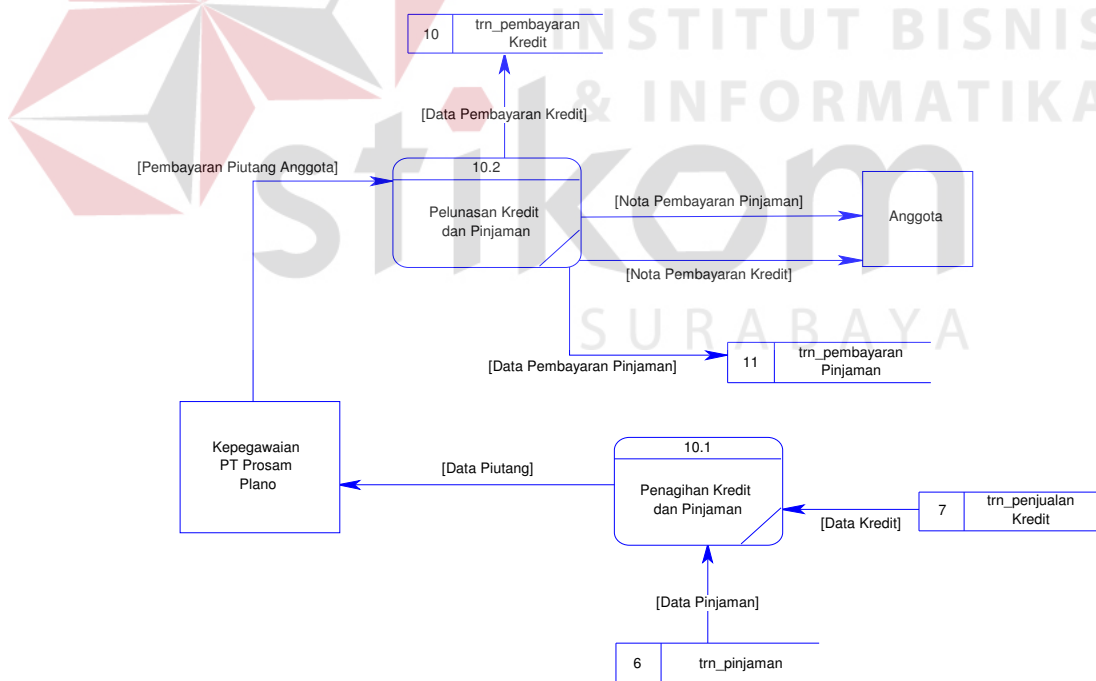 INSTITUT BISNIS
& INFORMATIKA
stikom
SURABAYA
10
trn_pembayaran
Kredit
[Data Pembayaran Kredit]
[Pembayaran Piutang Anggota]
10.2
Pelunasan Kredit
dan Pinjaman
[Nota Pembayaran Pinjaman]
Anggota
[Nota Pembayaran Kredit]
[Data Pembayaran Pinjaman]
11
trn_pembayaran
Pinjaman
Kepegawaian
PT Prosam
Plano
[Data Piutang]
10.1
Penagihan Kredit
dan Pinjaman
[Data Kredit]
7
trn_penjualan
Kredit
[Data Pinjaman]
6
trn_pinjaman